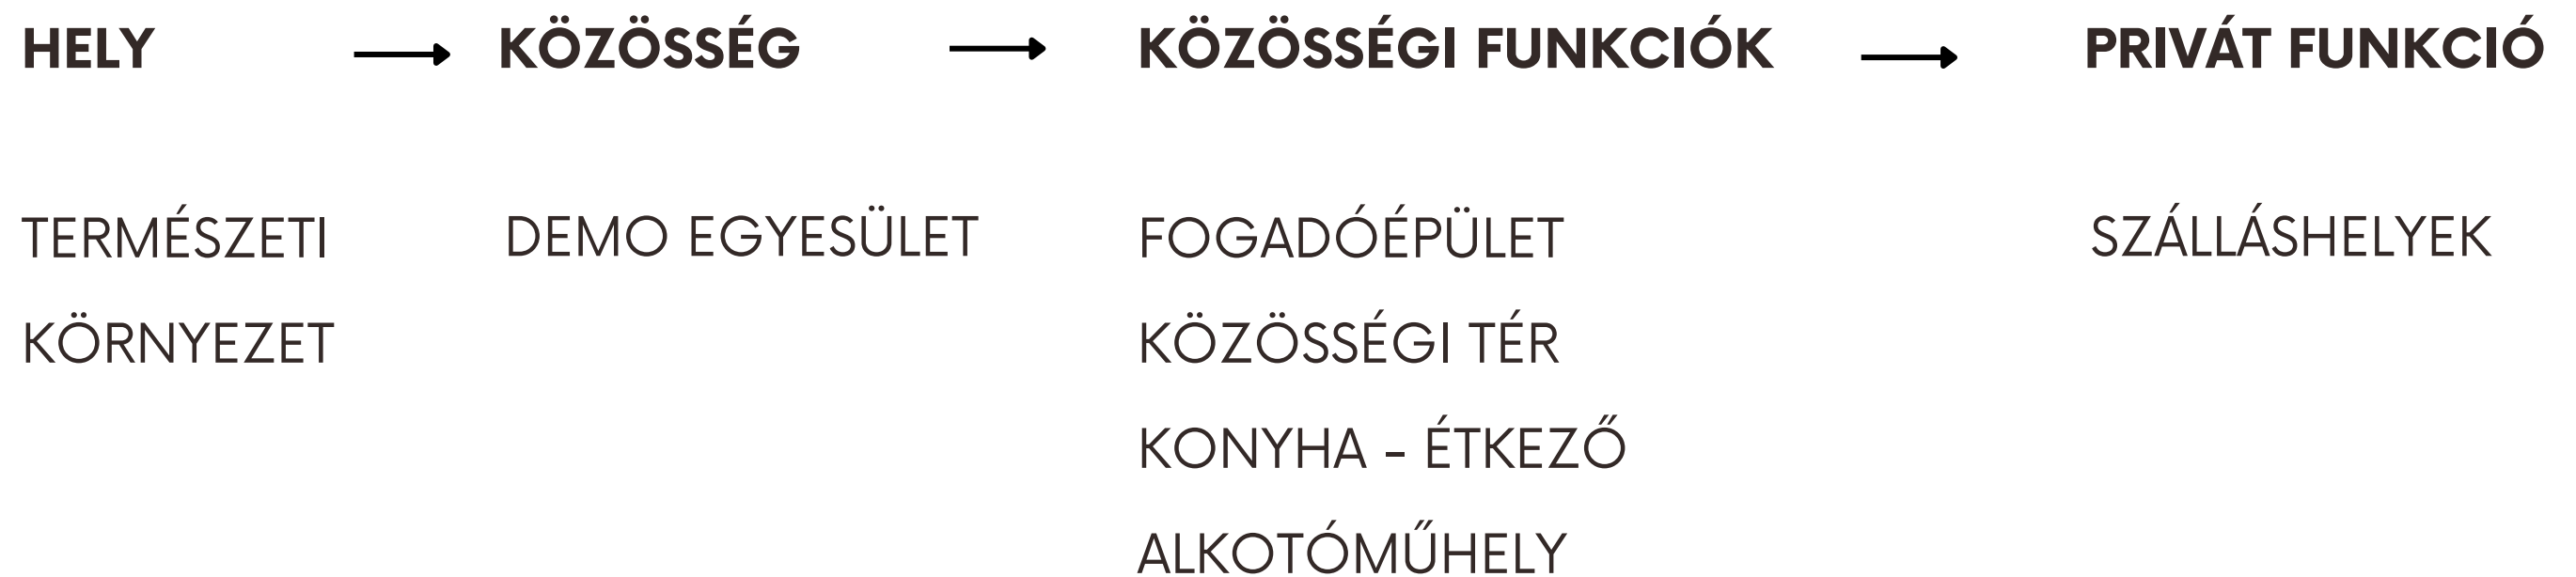 HELY → KÖZÖSSÉG → KÖZÖSSÉGI FUNKCIÓK → PRIVÁT FUNKCIÓ
TERMÉSZETI
KÖRNYEZET
DEMO EGYESÜLET
FOGADÓÉPÜLET
KÖZÖSSÉGI TÉR
KONYHA - ÉTKEZŐ
ALKOTÓMŰHELY
SZÁLLÁSHELYEK